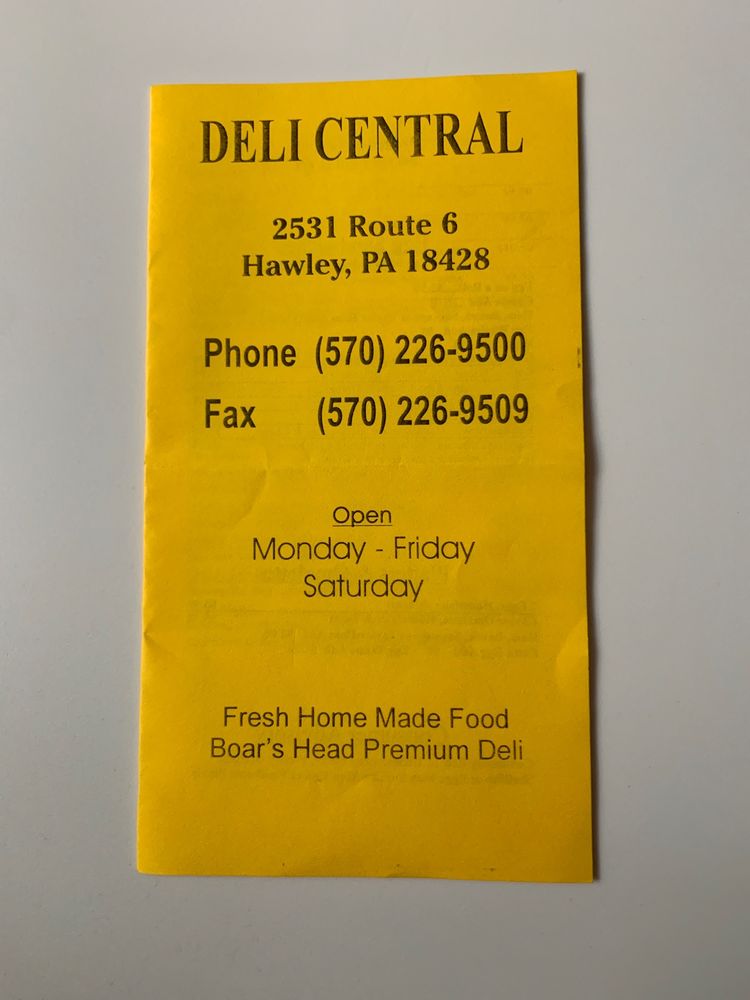 DELI CENTRAL
2531 Route 6
Hawley, PA 18428
Phone (570) 226-9500
Fax (570) 226-9509
Open
Monday - Friday
Saturday
Fresh Home Made Food
Boar's Head Premium Deli